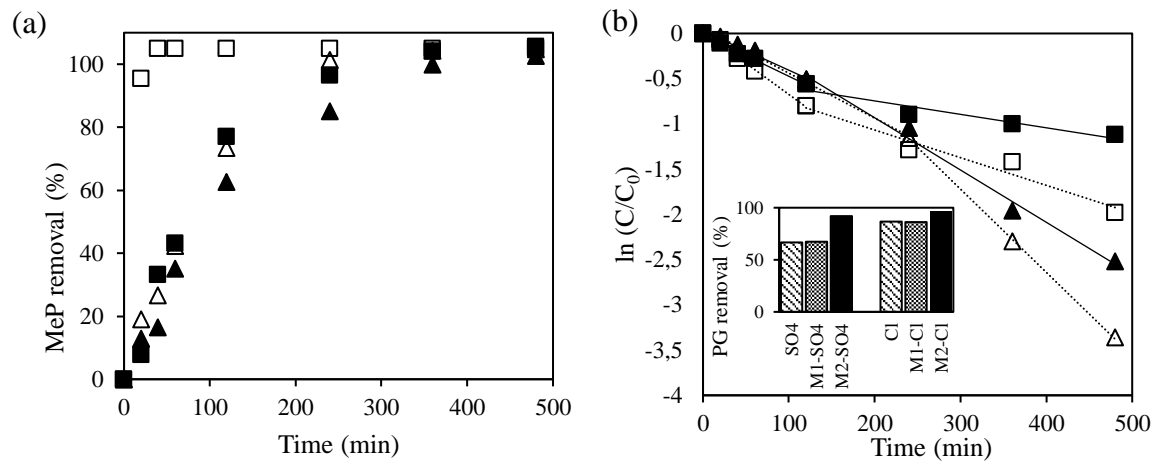 (a)
MeP removal (%)
100
80
60
40
20
0
0 100 200 300 400 500
Time (min)
(b)
ln (C/C0)
0
-0,5
-1
-1,5
-2
-2,5
-3
-3,5
-4
0 100 200 300 400 500
Time (min)
PG removal (%)
100
50
0
SO4
M1-SO4
M2-SO4
Cl
M1-Cl
M2-Cl